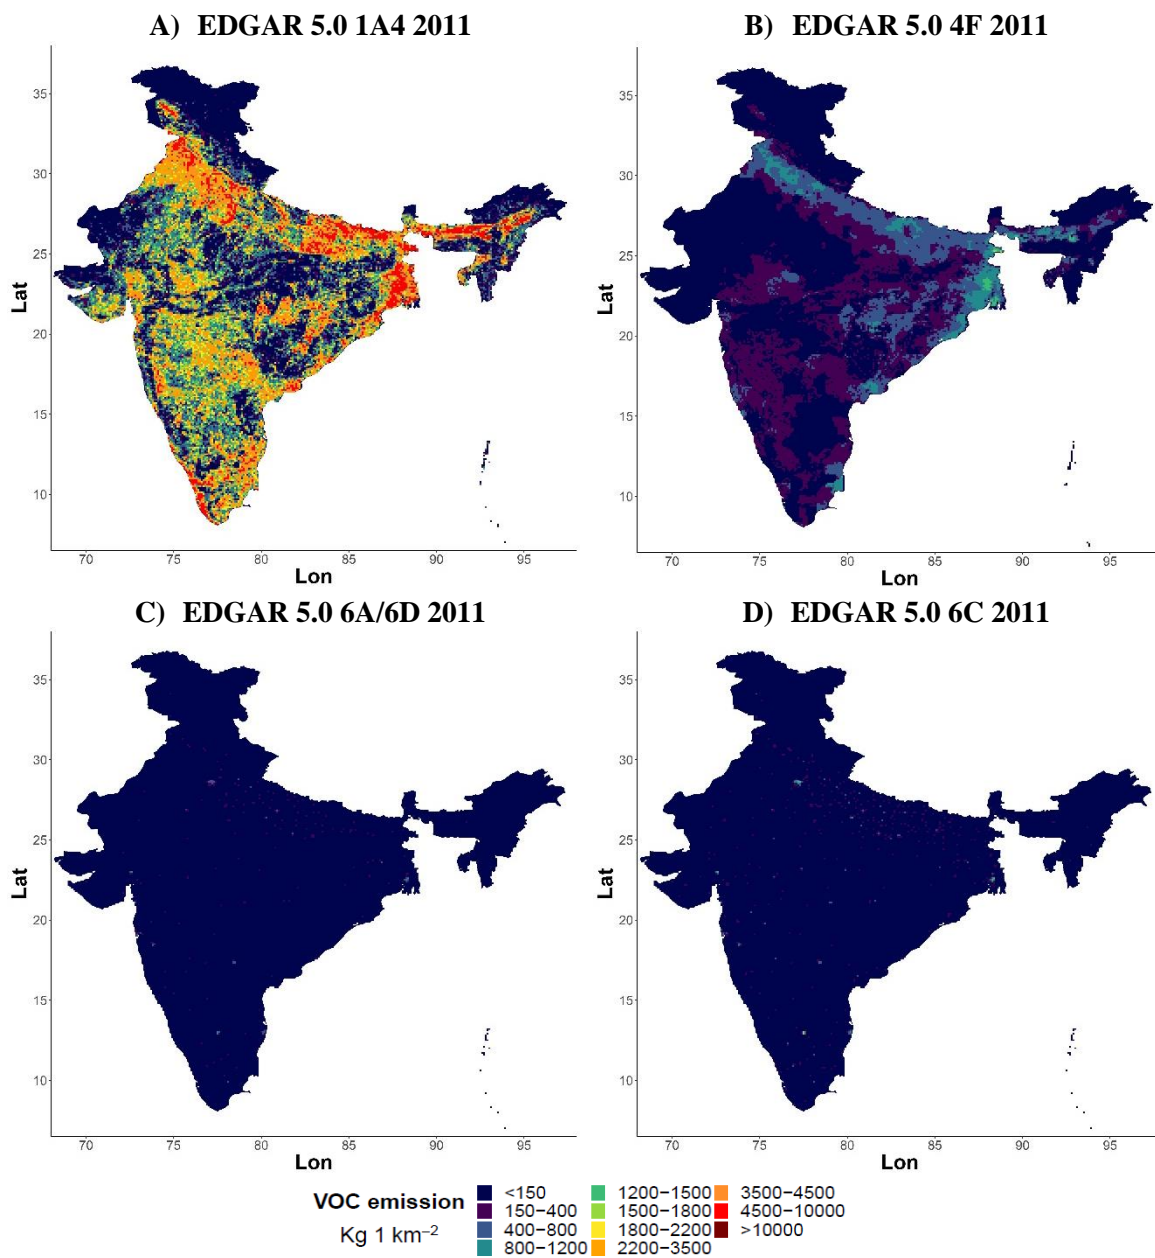 A) EDGAR 5.0 1A4 2011
B) EDGAR 5.0 4F 2011
35
30
25
20
15
10
Lat
70 75 80 85 90 95
Lon
35
30
25
20
15
10
Lat
70 75 80 85 90 95
Lon
C) EDGAR 5.0 6A/6D 2011
D) EDGAR 5.0 6C 2011
35
30
25
20
15
10
Lat
70 75 80 85 90 95
Lon
35
30
25
20
15
10
Lat
70 75 80 85 90 95
Lon
VOC emission
Kg 1 km⁻²
<150
150−400
400−800
800−1200
1200−1500
1500−1800
1800−2200
2200−3500
3500−4500
4500−10000
>10000